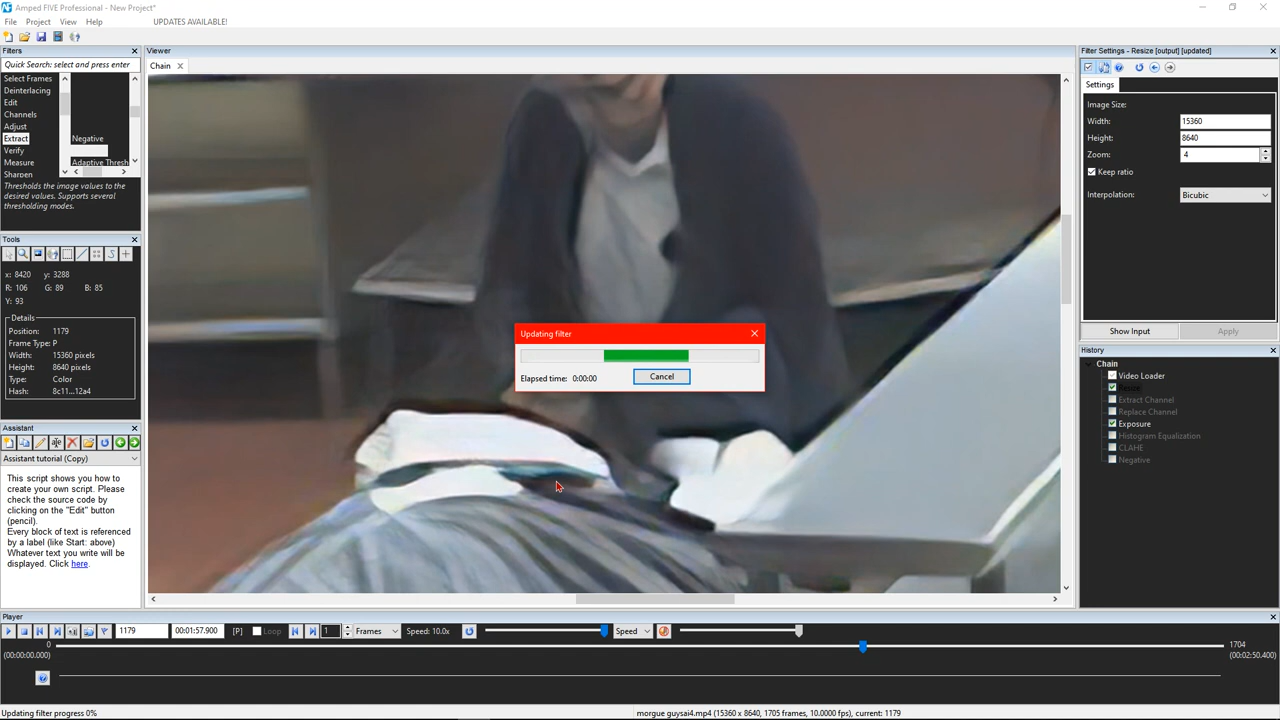 Amped FIVE Professional - New Project*
File Project View Help UPDATES AVAILABLE!
Filters
Quick Search: select and press enter
Select Frames
Deinterlacing
Edit
Channels
Adjust
Extract
Negative
Verify
Measure
Adaptive Thresh
Sharpen
Thresholds the image values to the
desired values. Supports several
thresholding modes.
Tools
x: 8420 y: 3288
R: 106 G: 89 B: 85
Y: 93
Details
Position: 1179
Frame Type: P
Width: 15360 pixels
Height: 8640 pixels
Type: Color
Hash: 8c11...12a4
Assistant
Assistant tutorial (Copy)
This script shows you how to
create your own script. Please
check the source code by
clicking on the "Edit" button
(pencil).
Every block of text is referenced
by a label (like Start: above)
Whatever text you write will be
displayed. Click here.
Viewer
Chain
Updating filter
Elapsed time: 0:00:00
Cancel
Filter Settings - Resize [output] [updated]
Settings
Image Size:
Width: 15360
Height: 8640
Zoom: 4
Keep ratio
Interpolation: Bicubic
Show Input Apply
History
Chain
Video Loader
Resize
Extract Channel
Replace Channel
Exposure
Histogram Equalization
CLAHE
Negative
Player
1179 00:01:57.900 [P] Loop 1 Frames Speed: 10.0x Speed
0 1704
(00:00:00.000) (00:02:50.400)
Updating filter progress 0% morgue guysai4.mp4 (15360 x 8640, 1705 frames, 10.0000 fps), current: 1179